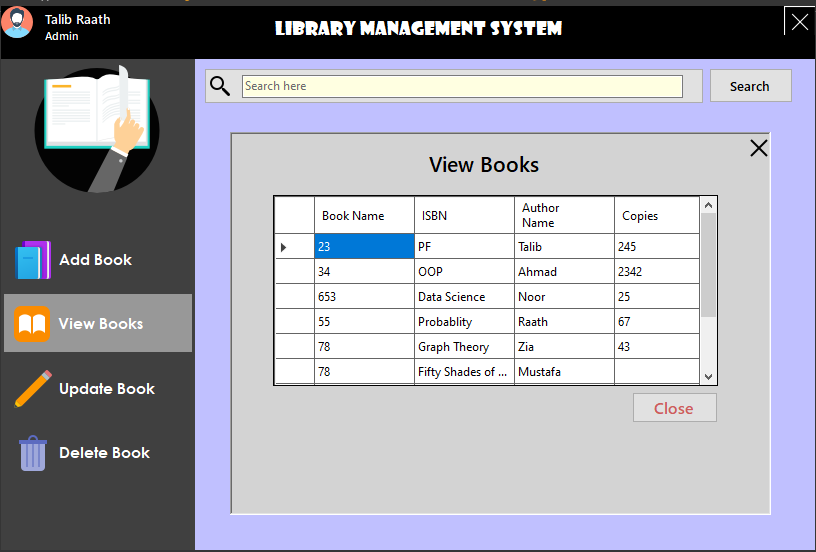 Talib Raath
Admin
LIBRARY MANAGEMENT SYSTEM
Search here
Search
Add Book
View Books
Update Book
Delete Book
View Books
Book Name ISBN Author Name Copies
23 PF Talib 245
34 OOP Ahmad 2342
653 Data Science Noor 25
55 Probablity Raath 67
78 Graph Theory Zia 43
78 Fifty Shades of ... Mustafa
Close